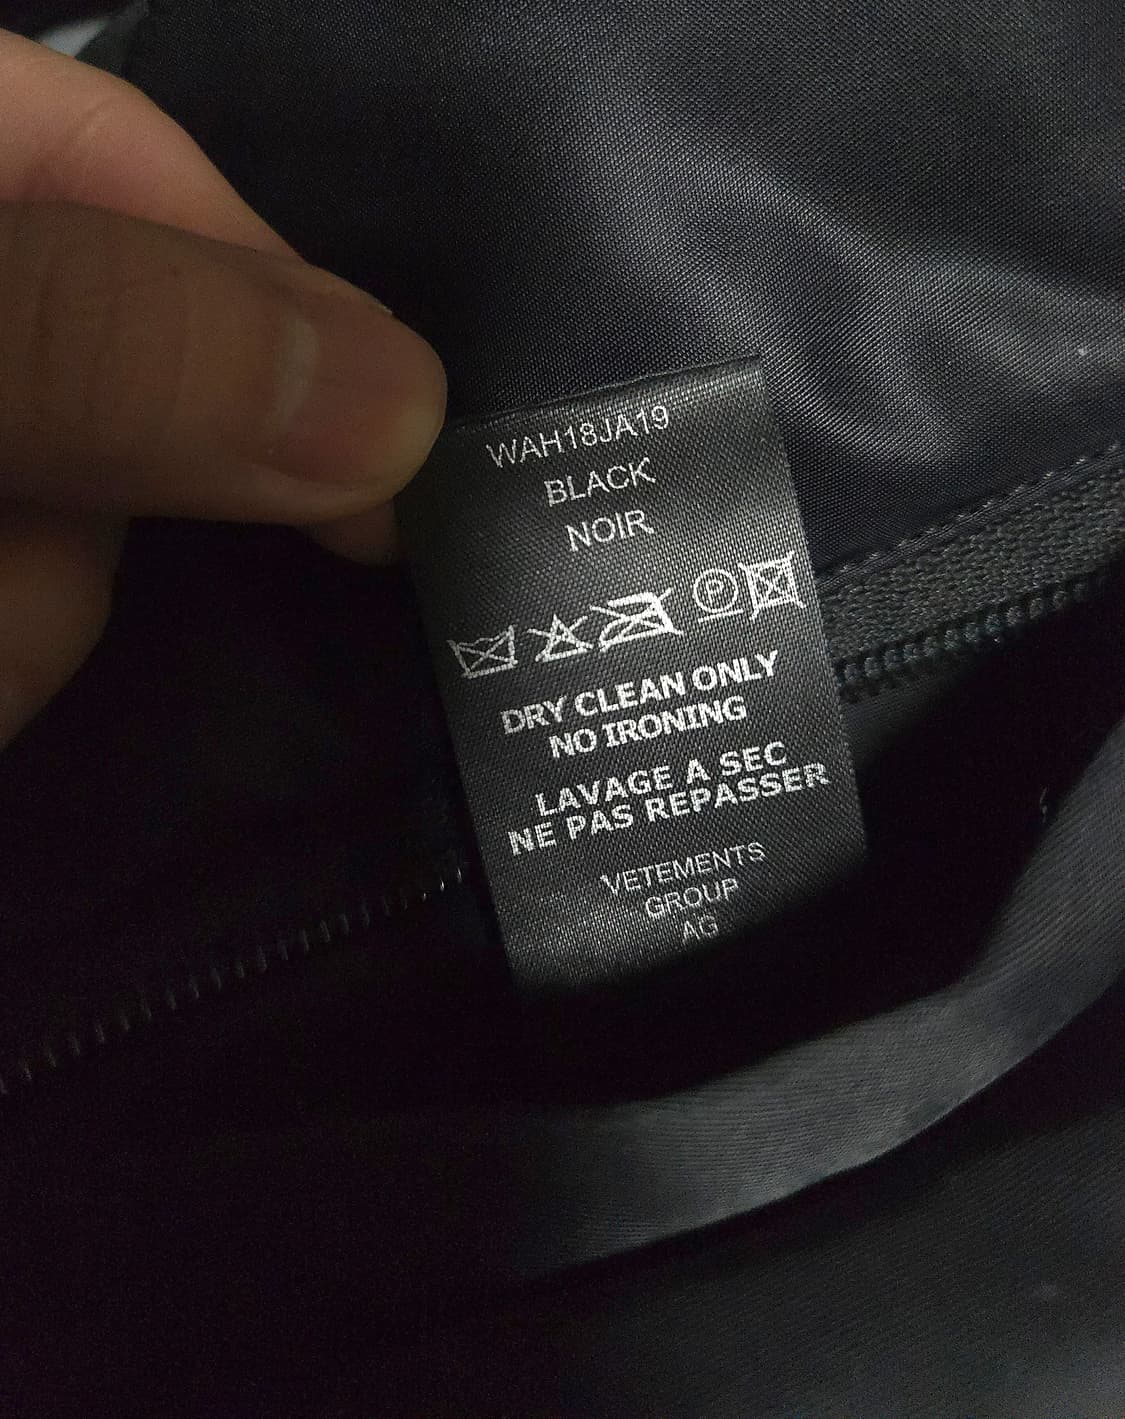 WAH18JA19
BLACK
NOIR
P
DRY CLEAN ONLY
NO IRONING
LAVAGE A SEC
NE PAS REPASSER
VETEMENTS
GROUP
AG